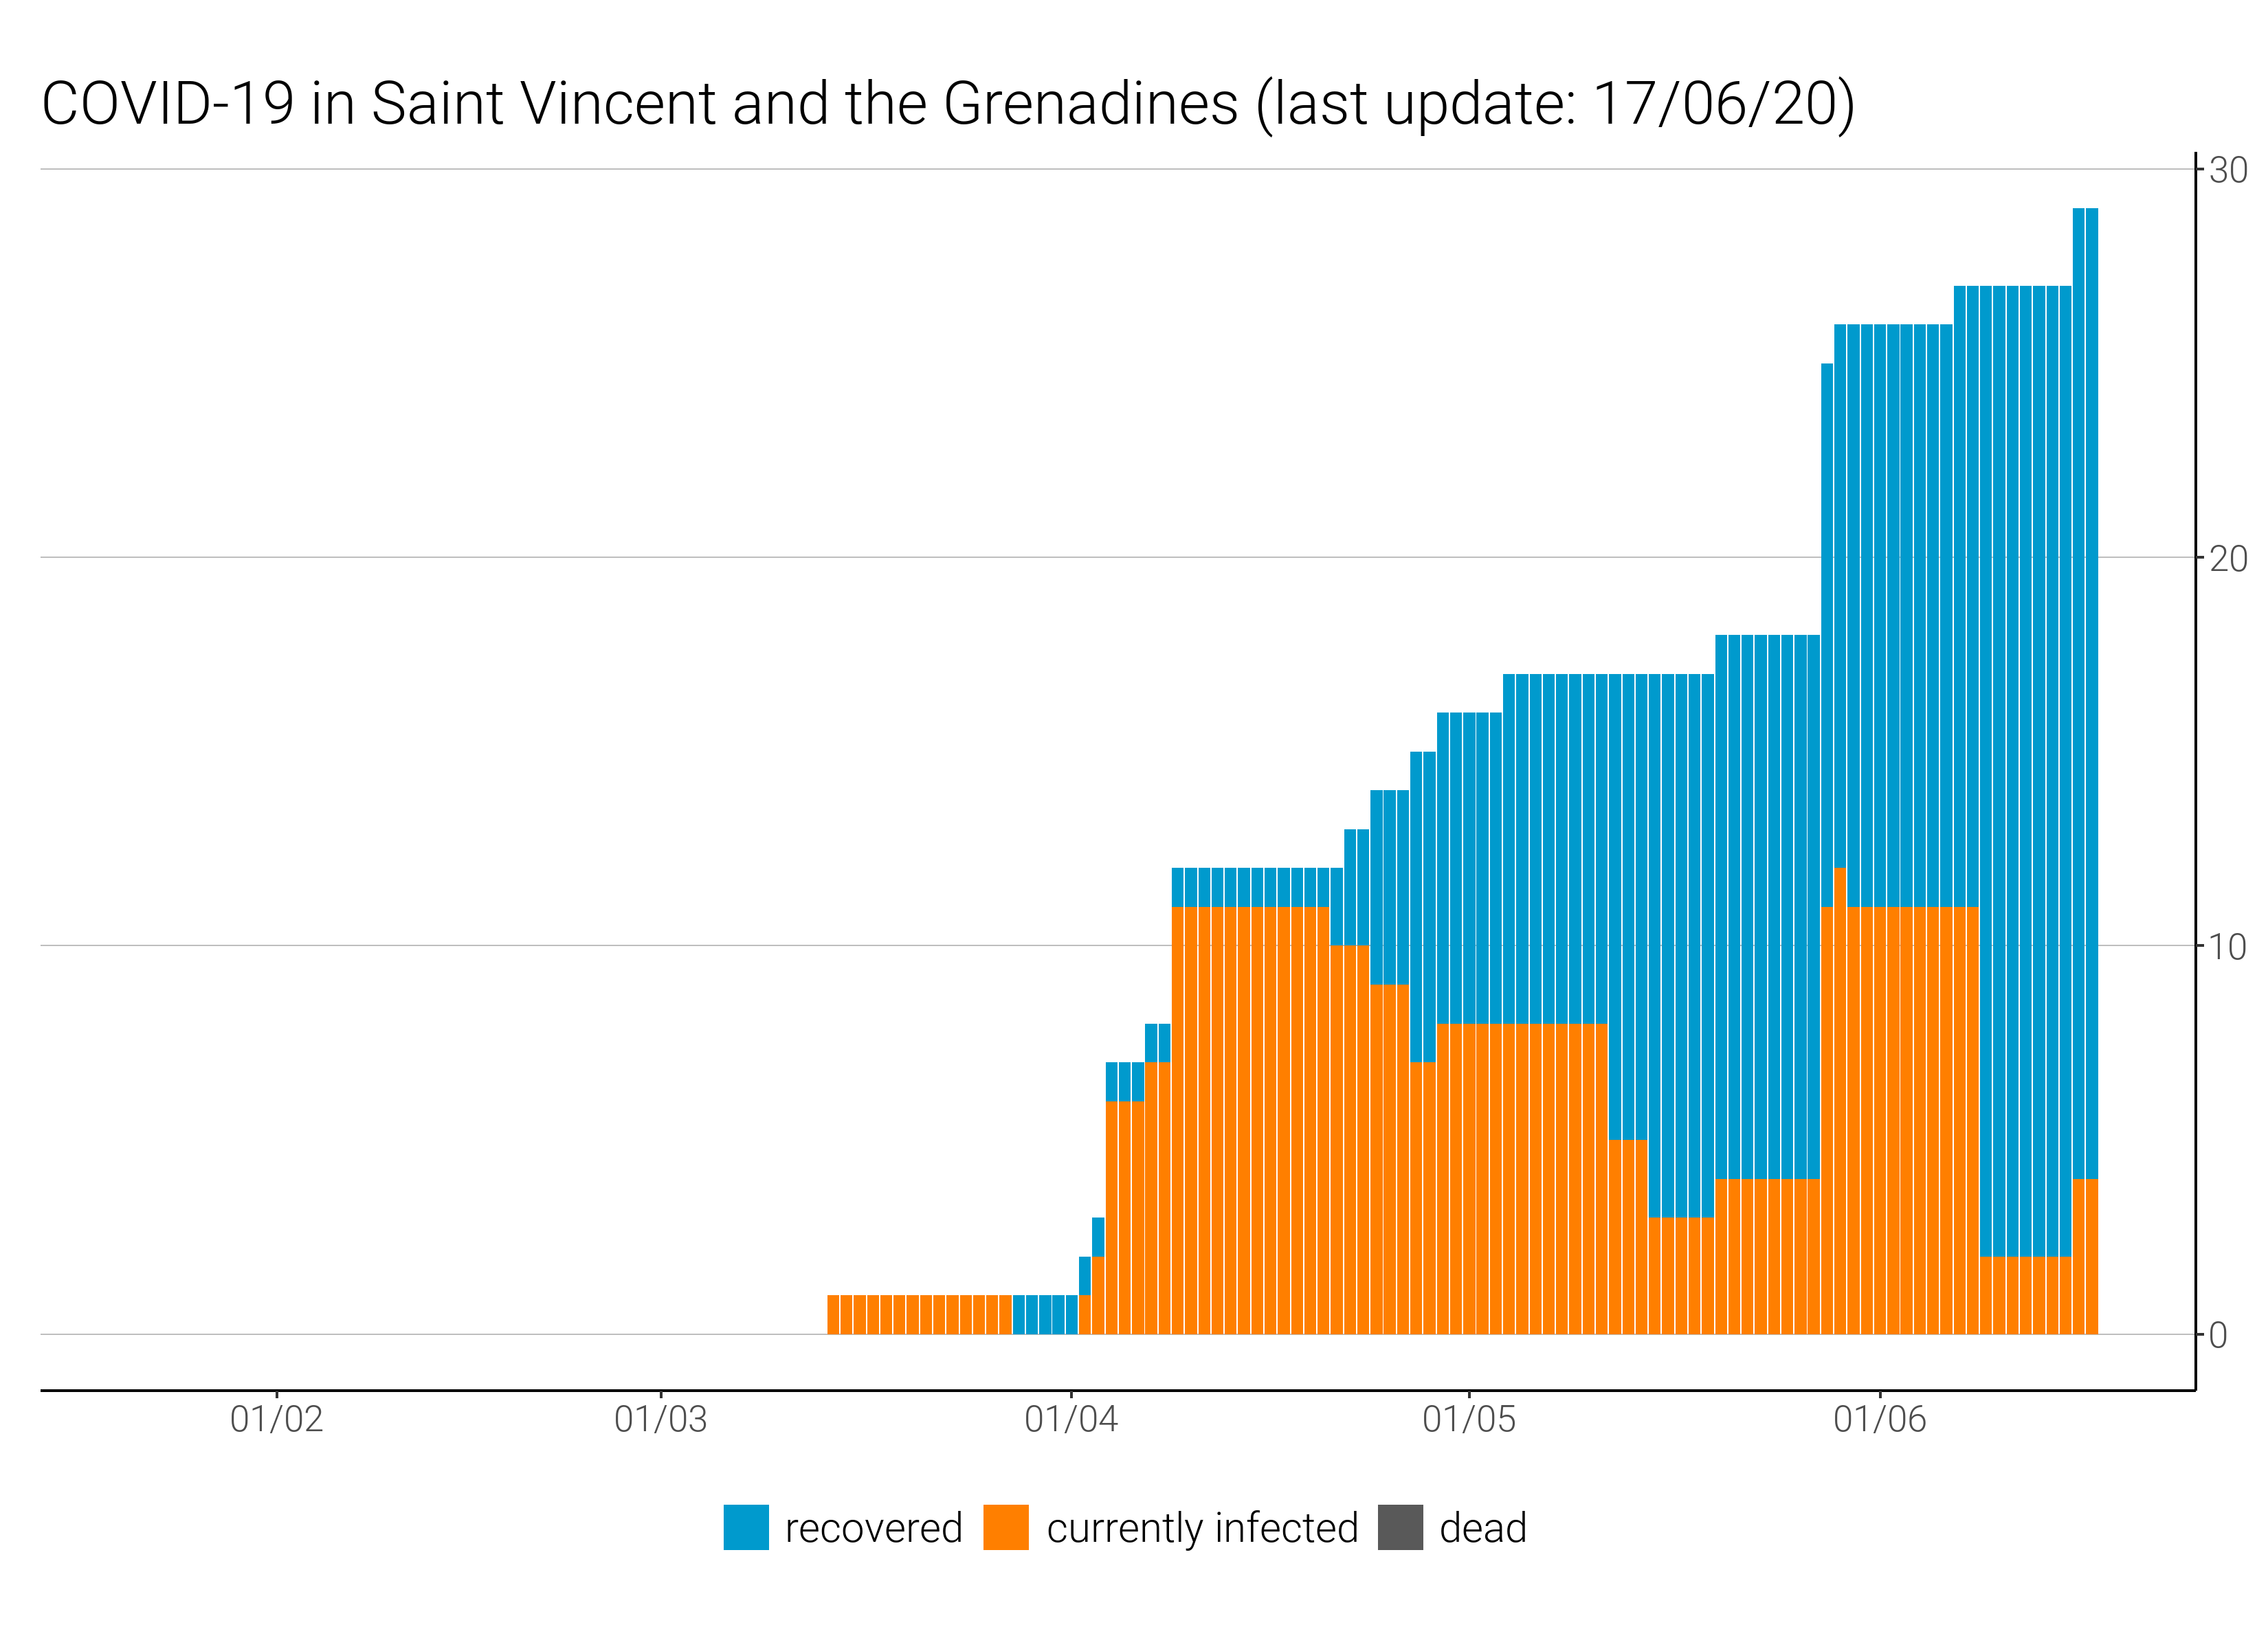 COVID-19 in Saint Vincent and the Grenadines (last update: 17/06/20)
30
20
10
0
01/02 01/03 01/04 01/05 01/06
recovered currently infected dead